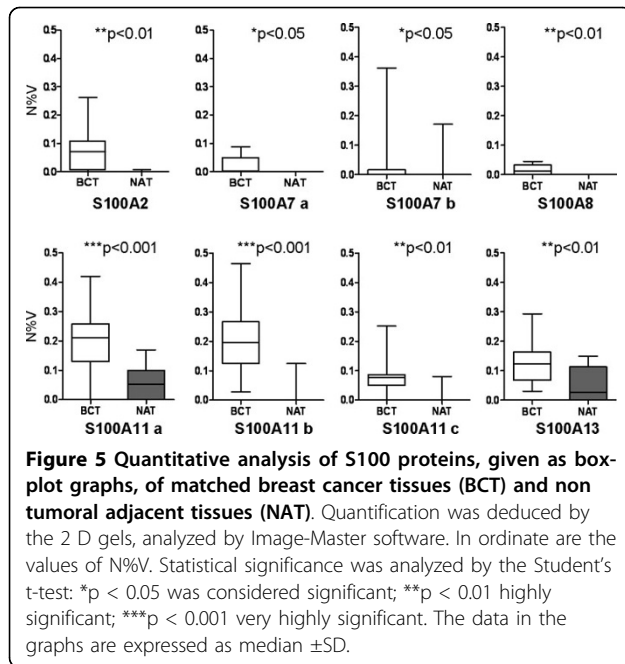 0.5 0.4 0.3 0.2 0.1 0.0 N%V **p<0.01 BCT NAT S100A2
0.5 0.4 0.3 0.2 0.1 0.0 *p<0.05 BCT NAT S100A7 a
0.5 0.4 0.3 0.2 0.1 0.0 *p<0.05 BCT NAT S100A7 b
0.5 0.4 0.3 0.2 0.1 0.0 **p<0.01 BCT NAT S100A8
0.5 0.4 0.3 0.2 0.1 0.0 N%V ***p<0.001 BCT NAT S100A11 a
0.5 0.4 0.3 0.2 0.1 0.0 ***p<0.001 BCT NAT S100A11 b
0.5 0.4 0.3 0.2 0.1 0.0 **p<0.01 BCT NAT S100A11 c
0.5 0.4 0.3 0.2 0.1 0.0 **p<0.01 BCT NAT S100A13
Figure 5 Quantitative analysis of S100 proteins, given as box-
plot graphs, of matched breast cancer tissues (BCT) and non
tumoral adjacent tissues (NAT). Quantification was deduced by
the 2 D gels, analyzed by Image-Master software. In ordinate are the
values of N%V. Statistical significance was analyzed by the Student's
t-test: *p < 0.05 was considered significant; **p < 0.01 highly
significant; ***p < 0.001 very highly significant. The data in the
graphs are expressed as median ±SD.